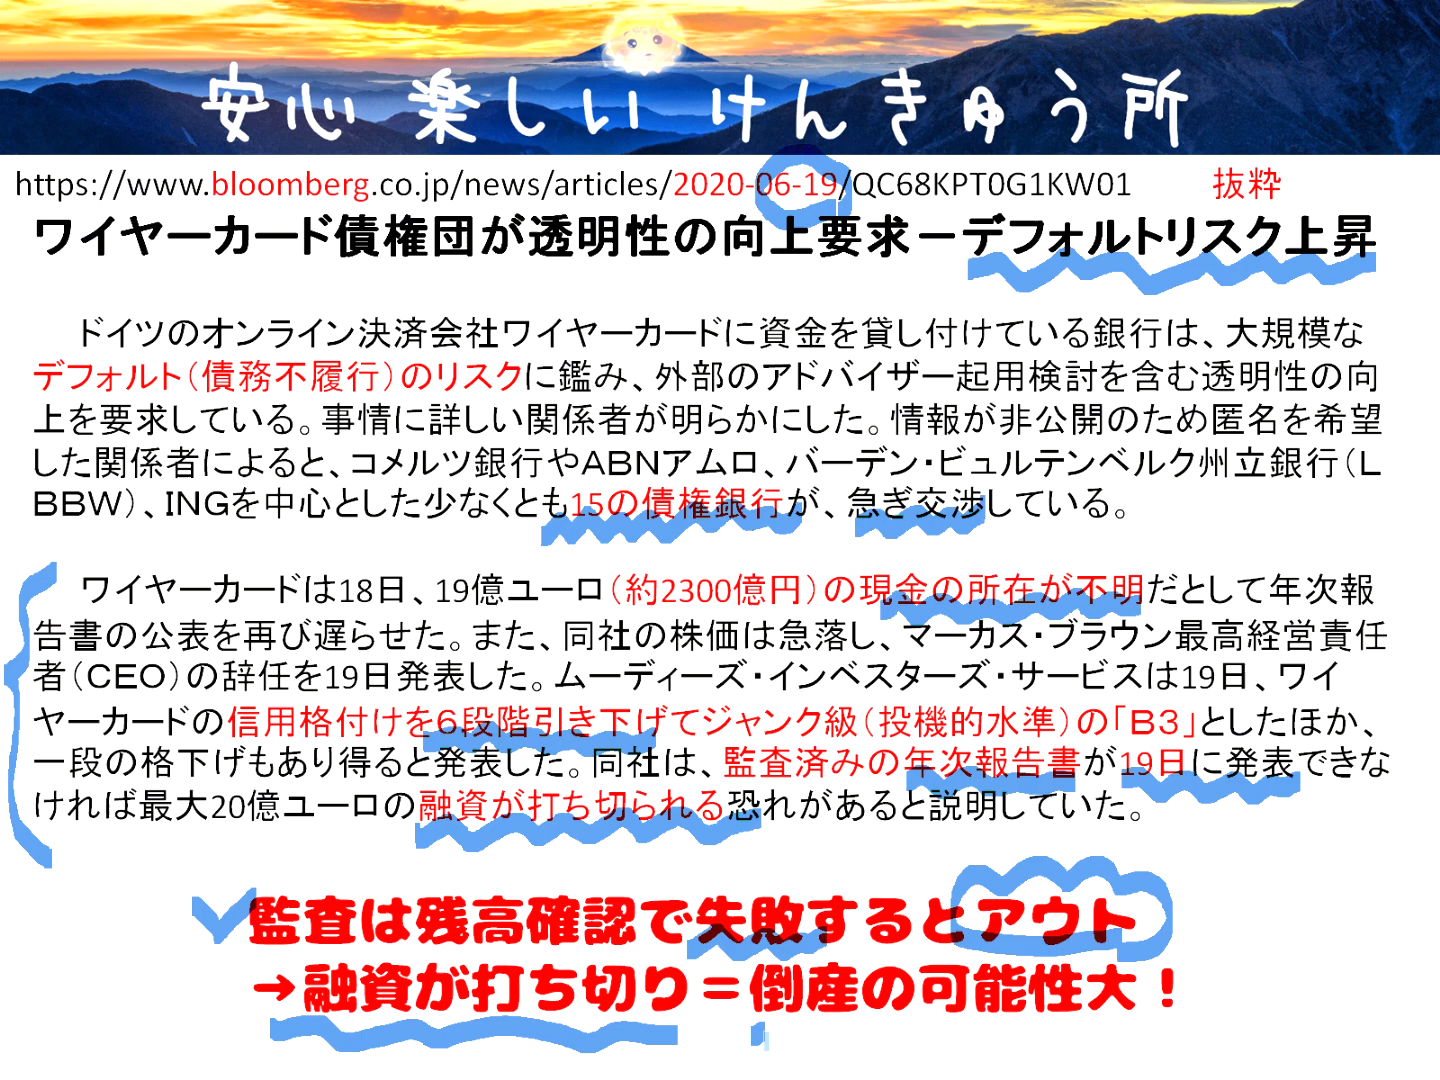 安心 楽しい けんきゅう所
https://www.bloomberg.co.jp/news/articles/2020-06-19/QC68KPT0G1KW01 抜粋
ワイヤーカード債権団が透明性の向上要求－デフォルトリスク上昇
ドイツのオンライン決済会社ワイヤーカードに資金を貸し付けている銀行は、大規模な
デフォルト（債務不履行）のリスクに鑑み、外部のアドバイザー起用検討を含む透明性の向
上を要求している。事情に詳しい関係者が明らかにした。情報が非公開のため匿名を希望
した関係者によると、コメルツ銀行やＡＢＮアムロ、バーデン・ビュルテンベルク州立銀行（Ｌ
ＢＢＷ）、ＩＮＧを中心とした少なくとも15の債権銀行が、急ぎ交渉している。
ワイヤーカードは18日、19億ユーロ（約2300億円）の現金の所在が不明だとして年次報
告書の公表を再び遅らせた。また、同社の株価は急落し、マーカス・ブラウン最高経営責任
者（ＣＥＯ）の辞任を19日発表した。ムーディーズ・インベスターズ・サービスは19日、ワイ
ヤーカードの信用格付けを６段階引き下げてジャンク級（投機的水準）の「Ｂ３」としたほか、
一段の格下げもあり得ると発表した。同社は、監査済みの年次報告書が19日に発表できな
ければ最大20億ユーロの融資が打ち切られる恐れがあると説明していた。
監査は残高確認で失敗するとアウト
→融資が打ち切り＝倒産の可能性大！